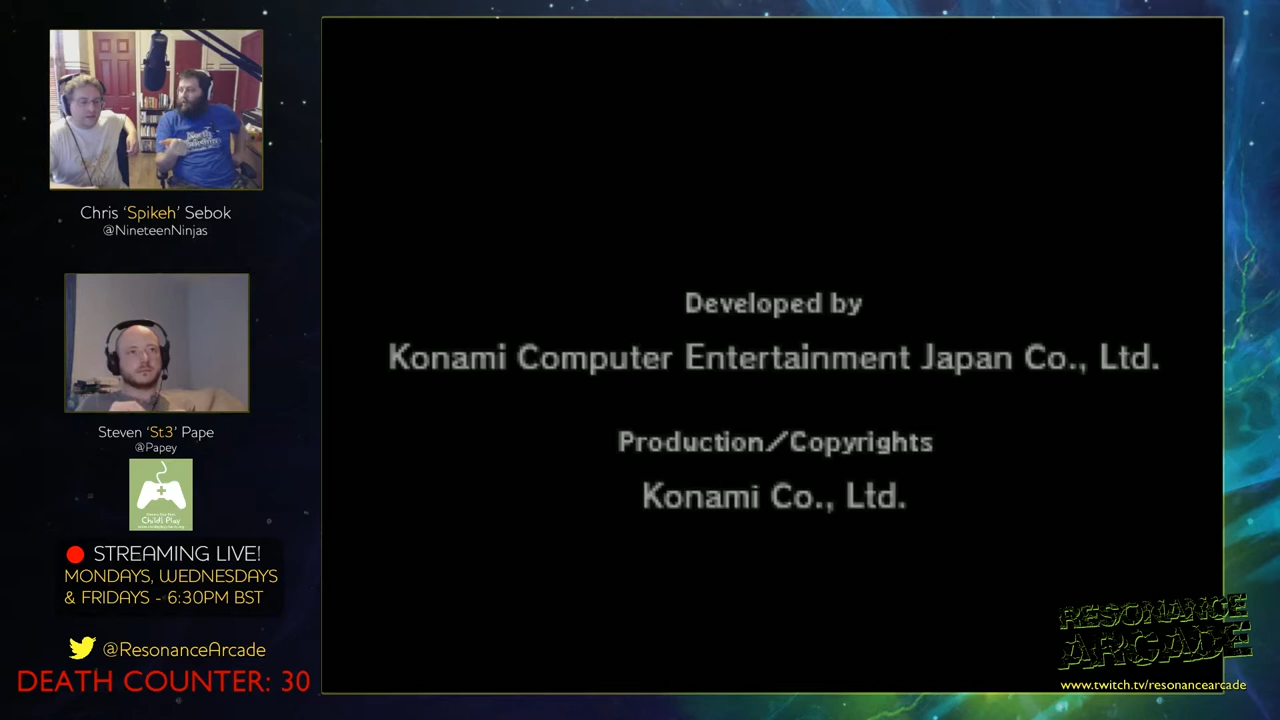 Chris 'Spikeh' Sebok
@NineteenNinjas
Steven 'St3' Pape
@Papey
Child's Play
STREAMING LIVE!
MONDAYS, WEDNESDAYS
& FRIDAYS - 6:30PM BST
@ResonanceArcade
DEATH COUNTER: 30
Developed by
Konami Computer Entertainment Japan Co., Ltd.
Production/Copyrights
Konami Co., Ltd.
RESONANCE
ARCADE
www.twitch.tv/resonancearcade